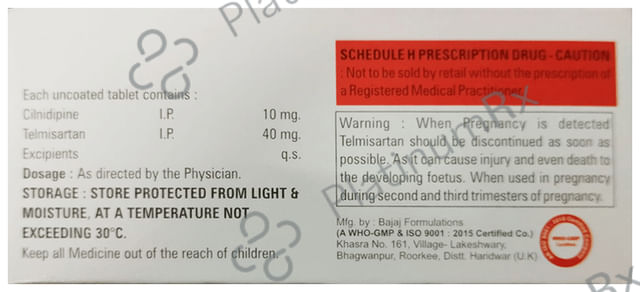 SCHEDULE H PRESCRIPTION DRUG - CAUTION
: Not to be sold by retail without the prescription of
a Registered Medical Practitioner.
Each uncoated tablet contains :
Cilnidipine I.P. 10 mg.
Telmisartan I.P. 40 mg.
Excipients q.s.
Dosage : As directed by the Physician.
STORAGE : STORE PROTECTED FROM LIGHT &
MOISTURE, AT A TEMPERATURE NOT
EXCEEDING 30°C.
Keep all Medicine out of the reach of children.
Warning : When Pregnancy is detected
Telmisartan should be discontinued as soon as
possible. As it can cause injury and even death to
the developing foetus. When used in pregnancy
during second and third trimesters of pregnancy.
Mfg. by : Bajaj Formulations
(A WHO-GMP & ISO 9001 : 2015 Certified Co.)
Khasra No. 161, Village- Lakeshwary,
Bhagwanpur, Roorkee, Distt. Haridwar (U.K)
WHO-GMP
PlatinumRx
PlatinumRx